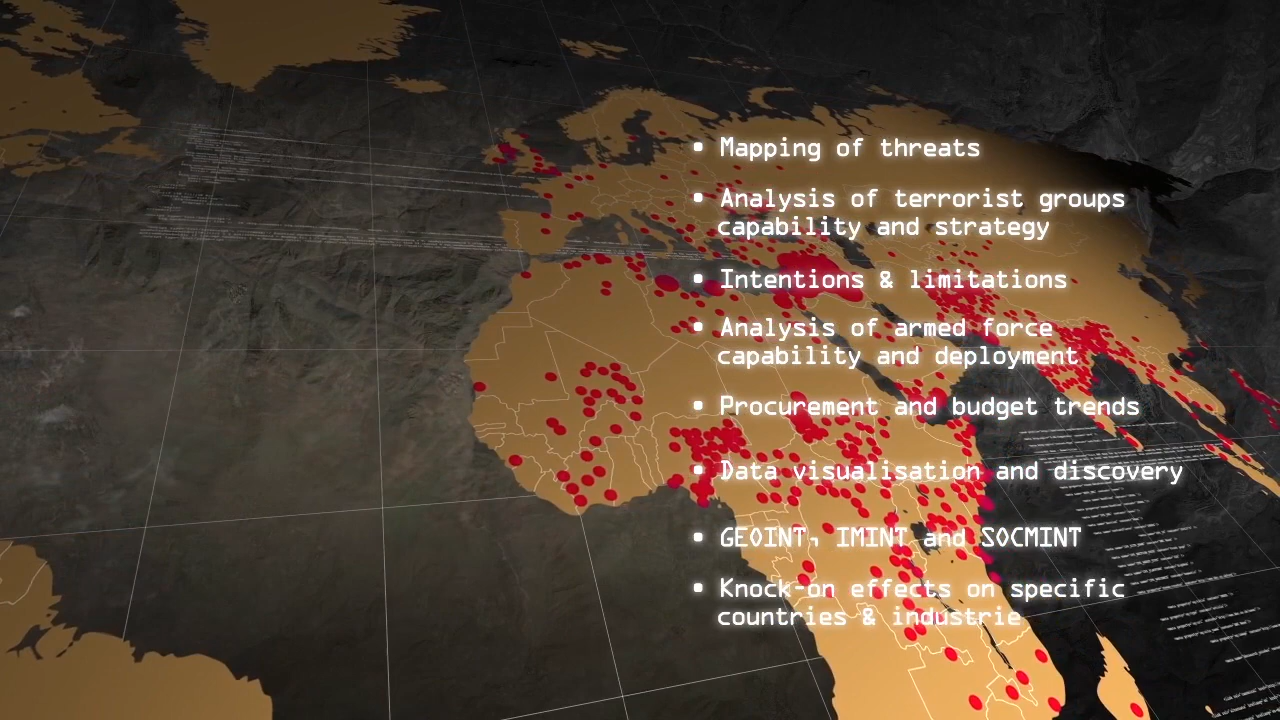 • Mapping of threats
• Analysis of terrorist groups
capability and strategy
• Intentions & limitations
• Analysis of armed force
capability and deployment
• Procurement and budget trends
• Data visualisation and discovery
• GEOINT, IMINT and SOCMINT
• Knock-on effects on specific
countries & industrie